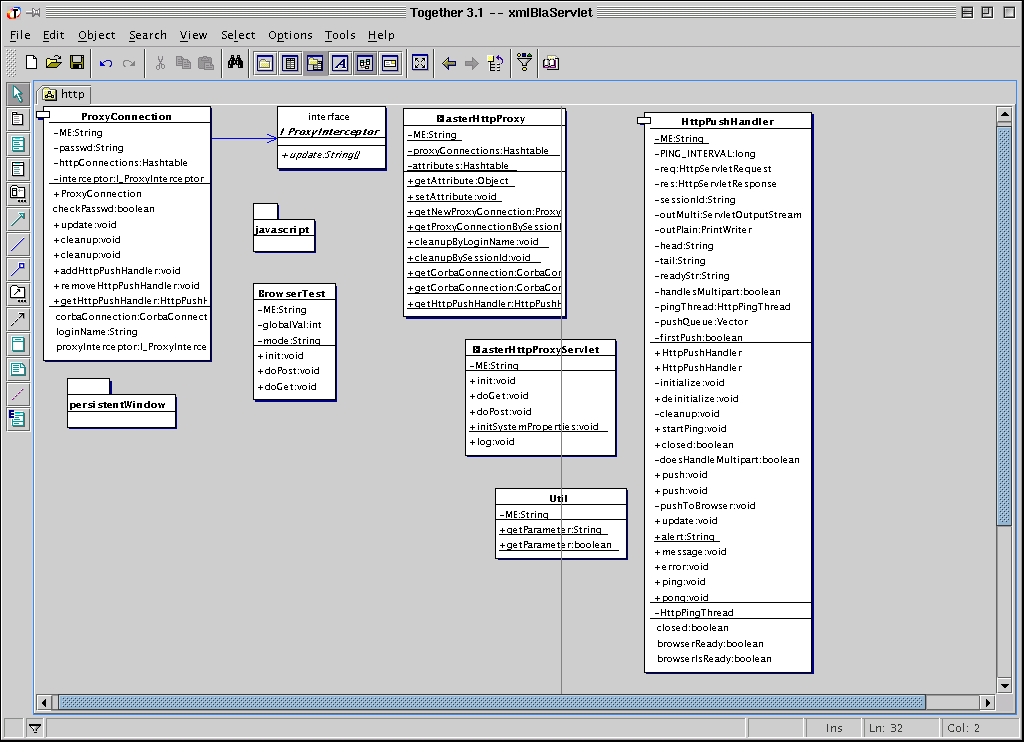 Together 3.1 -- xmlBlaServlet
File Edit Object Search View Select Options Tools Help
http
ProxyConnection
-ME:String
-passwd:String
-httpConnections:Hashtable
-interceptor:I_ProxyInterceptor
+ProxyConnection
checkPasswd:boolean
+update:void
+cleanup:void
+cleanup:void
+addHttpPushHandler:void
+removeHttpPushHandler:void
+getHttpPushHandler:HttpPushH
corbaConnection:CorbaConnect
loginName:String
proxyInterceptor:I_ProxyInterce
persistentWindow
interface
I_ProxyInterceptor
+update:String[]
javascript
BrowserTest
-ME:String
-globalVal:int
-mode:String
+init:void
+doPost:void
+doGet:void
BlasterHttpProxy
-ME:String
-proxyConnections:Hashtable
-attributes:Hashtable
+getAttribute:Object
+setAttribute:void
+getNewProxyConnection:Proxy
+getProxyConnectionBySessionI
+cleanupByLoginName:void
+cleanupBySessionId:void
+getCorbaConnection:CorbaCor
+getCorbaConnection:CorbaCor
+getHttpPushHandler:HttpPushH
BlasterHttpProxyServlet
-ME:String
+init:void
+doGet:void
+doPost:void
+initSystemProperties:void
+log:void
Util
-ME:String
+getParameter:String
+getParameter:boolean
HttpPushHandler
-ME:String
-PING_INTERVAL:long
-req:HttpServletRequest
-res:HttpServletResponse
-sessionId:String
-outMulti:ServletOutputStream
-outPlain:PrintWriter
-head:String
-tail:String
-readyStr:String
-handlesMultipart:boolean
-pingThread:HttpPingThread
-pushQueue:Vector
-firstPush:boolean
+HttpPushHandler
+HttpPushHandler
-initialize:void
+deinitialize:void
-cleanup:void
+startPing:void
+closed:boolean
-doesHandleMultipart:boolean
+push:void
+push:void
-pushToBrowser:void
+update:void
+alert:String
+message:void
+error:void
+ping:void
+pong:void
-HttpPingThread
closed:boolean
browserReady:boolean
browserIsReady:boolean
Ins Ln: 32 Col: 2